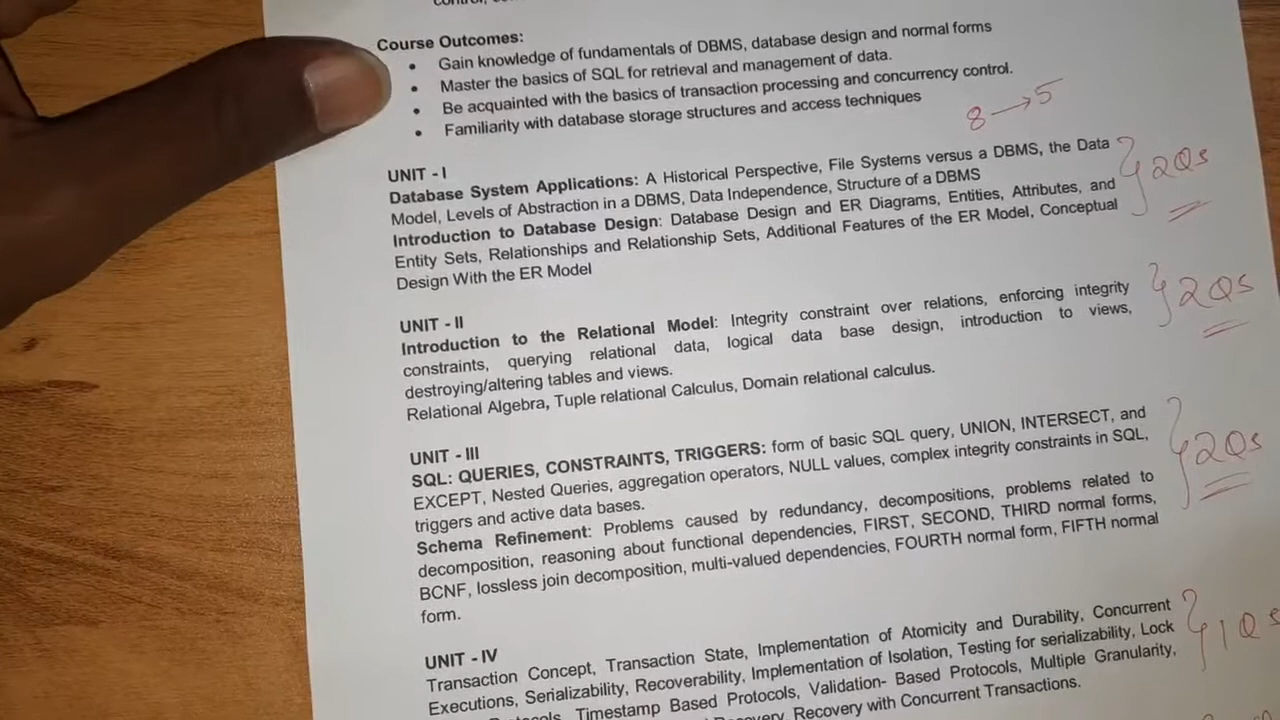 Course Outcomes:
• Gain knowledge of fundamentals of DBMS, database design and normal forms
• Master the basics of SQL for retrieval and management of data.
• Be acquainted with the basics of transaction processing and concurrency control.
• Familiarity with database storage structures and access techniques
8 → 5
UNIT - I
Database System Applications: A Historical Perspective, File Systems versus a DBMS, the Data
Model, Levels of Abstraction in a DBMS, Data Independence, Structure of a DBMS
Introduction to Database Design: Database Design and ER Diagrams, Entities, Attributes, and
Entity Sets, Relationships and Relationship Sets, Additional Features of the ER Model, Conceptual
Design With the ER Model
2Qs
UNIT - II
Introduction to the Relational Model: Integrity constraint over relations, enforcing integrity
constraints, querying relational data, logical data base design, introduction to views,
destroying/altering tables and views.
Relational Algebra, Tuple relational Calculus, Domain relational calculus.
2Qs
UNIT - III
SQL: QUERIES, CONSTRAINTS, TRIGGERS: form of basic SQL query, UNION, INTERSECT, and
EXCEPT, Nested Queries, aggregation operators, NULL values, complex integrity constraints in SQL,
triggers and active data bases.
Schema Refinement: Problems caused by redundancy, decompositions, problems related to
decomposition, reasoning about functional dependencies, FIRST, SECOND, THIRD normal forms,
BCNF, lossless join decomposition, multi-valued dependencies, FOURTH normal form, FIFTH normal
form.
2Qs
UNIT - IV
Transaction Concept, Transaction State, Implementation of Atomicity and Durability, Concurrent
Executions, Serializability, Recoverability, Implementation of Isolation, Testing for serializability, Lock
Timestamp Based Protocols, Validation- Based Protocols, Multiple Granularity,
Recovery with Concurrent Transactions.
1Qs